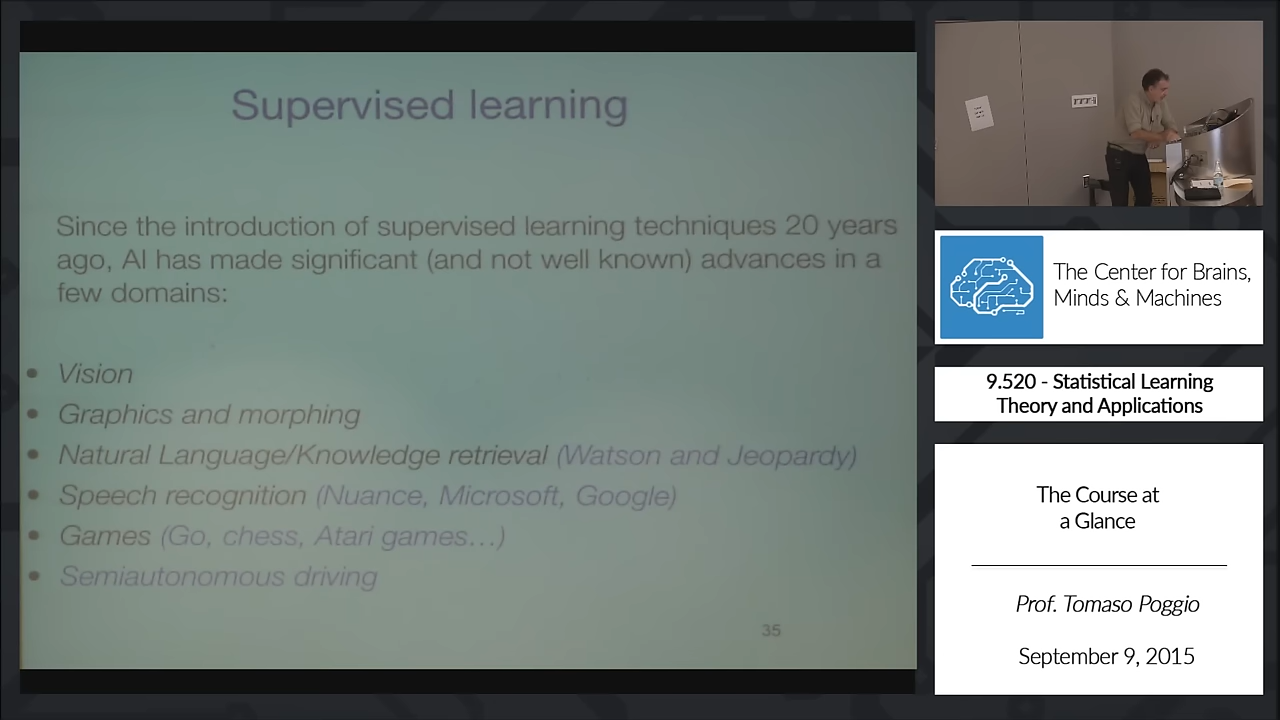 Supervised learning
Since the introduction of supervised learning techniques 20 years
ago, AI has made significant (and not well known) advances in a
few domains:
• Vision
• Graphics and morphing
• Natural Language/Knowledge retrieval (Watson and Jeopardy)
• Speech recognition (Nuance, Microsoft, Google)
• Games (Go, chess, Atari games...)
• Semiautonomous driving
35
The Center for Brains,
Minds & Machines
9.520 - Statistical Learning
Theory and Applications
The Course at
a Glance
Prof. Tomaso Poggio
September 9, 2015